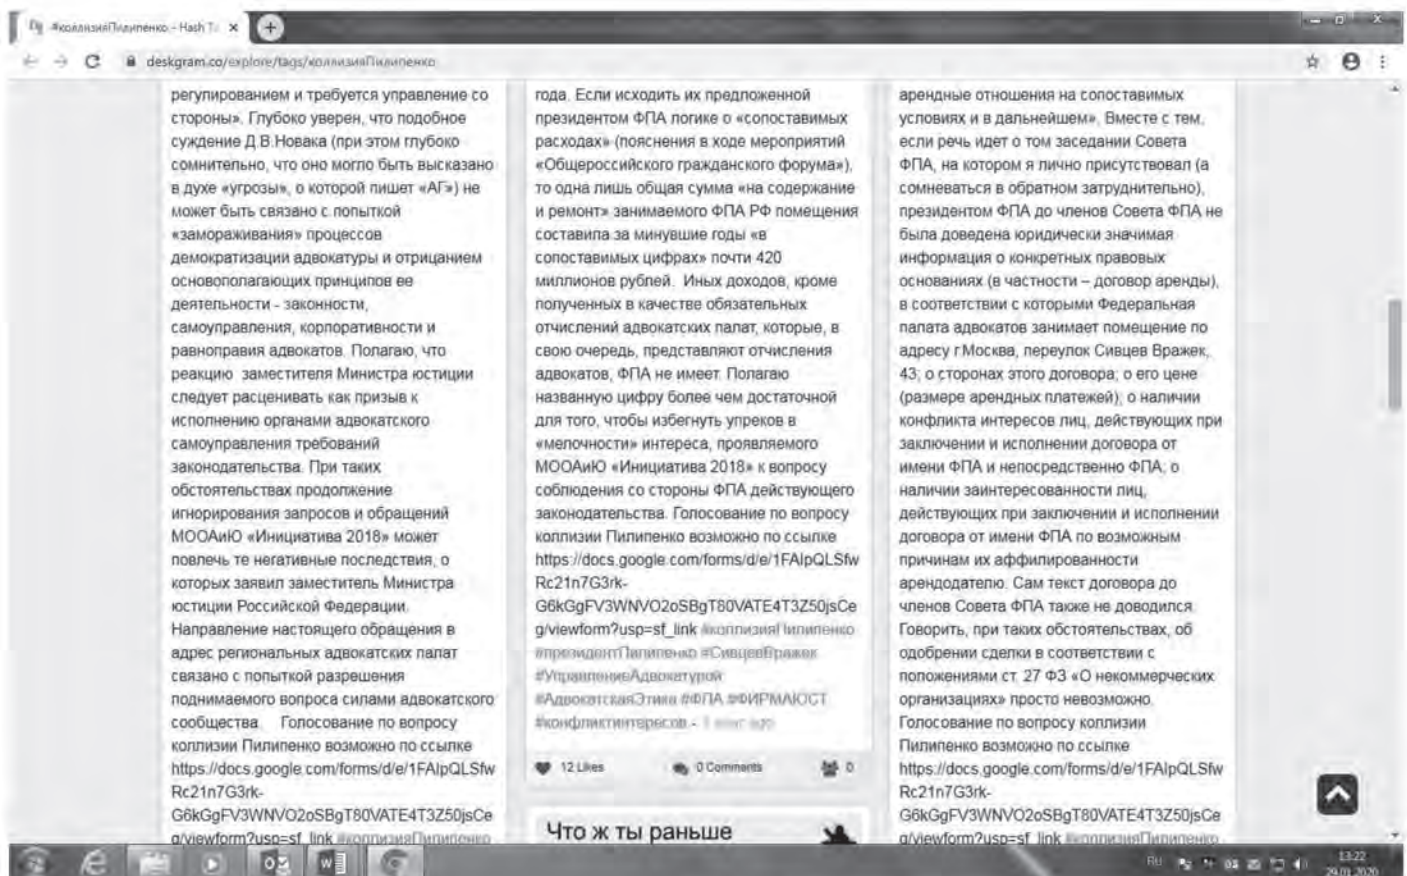 #коллизияПилипенко – Hash T
deskgram.co/explore/tags/коллизияПилипенко
регулированием и требуется управление со
стороны». Глубоко уверен, что подобное
суждение Д.В.Новака (при этом глубоко
сомнительно, что оно могло быть высказано
в духе «угрозы», о которой пишет «АГ») не
может быть связано с попыткой
«замораживания» процессов
демократизации адвокатуры и отрицанием
основополагающих принципов ее
деятельности - законности,
самоуправления, корпоративности и
равноправия адвокатов. Полагаю, что
реакцию заместителя Министра юстиции
следует расценивать как призыв к
исполнению органами адвокатского
самоуправления требований
законодательства. При таких
обстоятельствах продолжение
игнорирования запросов и обращений
МООАиЮ «Инициатива 2018» может
повлечь те негативные последствия, о
которых заявил заместитель Министра
юстиции Российской Федерации.
Направление настоящего обращения в
адрес региональных адвокатских палат
связано с попыткой разрешения
поднимаемого вопроса силами адвокатского
сообщества. Голосование по вопросу
коллизии Пилипенко возможно по ссылке
https://docs.google.com/forms/d/e/1FAIpQLSfw
Rc21n7G3rk-
G6kGgFV3WNVO2oSBgT80VATE4T3Z50jsCe
g/viewform?usp=sf_link #коллизияПилипенко
года. Если исходить их предложенной
президентом ФПА логике о «сопоставимых
расходах» (пояснения в ходе мероприятий
«Общероссийского гражданского форума»),
то одна лишь общая сумма «на содержание
и ремонт» занимаемого ФПА РФ помещения
составила за минувшие годы «в
сопоставимых цифрах» почти 420
миллионов рублей. Иных доходов, кроме
полученных в качестве обязательных
отчислений адвокатских палат, которые, в
свою очередь, представляют отчисления
адвокатов, ФПА не имеет. Полагаю
названную цифру более чем достаточной
для того, чтобы избегнуть упреков в
«мелочности» интереса, проявляемого
МООАиЮ «Инициатива 2018» к вопросу
соблюдения со стороны ФПА действующего
законодательства. Голосование по вопросу
коллизии Пилипенко возможно по ссылке
https://docs.google.com/forms/d/e/1FAIpQLSfw
Rc21n7G3rk-
G6kGgFV3WNVO2oSBgT80VATE4T3Z50jsCe
g/viewform?usp=sf_link #коллизияПилипенко
#президентПилипенко #СивцевВражек
#УправлениеАдвокатурой
#АдвокатскаяЭтика #ФПА #ФИРМАЮСТ
#конфликтинтересов - ago
12 Likes 0 Comments 0
Что ж ты раньше
арендные отношения на сопоставимых
условиях и в дальнейшем». Вместе с тем,
если речь идет о том заседании Совета
ФПА, на котором я лично присутствовал (а
сомневаться в обратном затруднительно),
президентом ФПА до членов Совета ФПА не
была доведена юридически значимая
информация о конкретных правовых
основаниях (в частности – договор аренды),
в соответствии с которыми Федеральная
палата адвокатов занимает помещение по
адресу г.Москва, переулок Сивцев Вражек,
43; о сторонах этого договора; о его цене
(размере арендных платежей); о наличии
конфликта интересов лиц, действующих при
заключении и исполнении договора от
имени ФПА и непосредственно ФПА; о
наличии заинтересованности лиц,
действующих при заключении и исполнении
договора от имени ФПА по возможным
причинам их аффилированности
арендодателю. Сам текст договора до
членов Совета ФПА также не доводился.
Говорить, при таких обстоятельствах, об
одобрении сделки в соответствии с
положениями ст. 27 ФЗ «О некоммерческих
организациях» просто невозможно.
Голосование по вопросу коллизии
Пилипенко возможно по ссылке
https://docs.google.com/forms/d/e/1FAIpQLSfw
Rc21n7G3rk-
G6kGgFV3WNVO2oSBgT80VATE4T3Z50jsCe
g/viewform?usp=sf_link #коллизияПилипенко
RU
13:22
29.01.2020